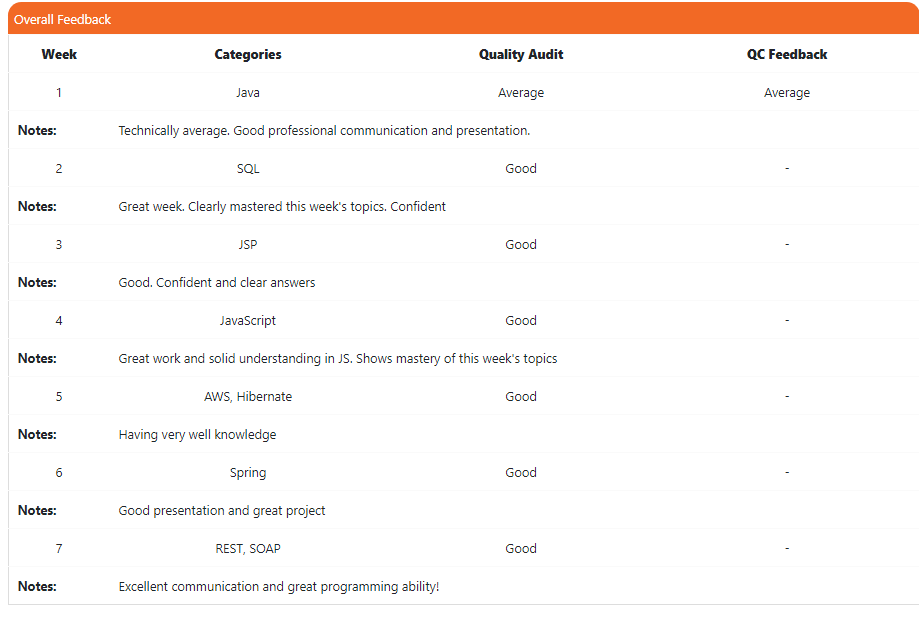 Overall Feedback
Week Categories Quality Audit QC Feedback
1 Java Average Average
Notes: Technically average. Good professional communication and presentation.
2 SQL Good -
Notes: Great week. Clearly mastered this week's topics. Confident
3 JSP Good -
Notes: Good. Confident and clear answers
4 JavaScript Good -
Notes: Great work and solid understanding in JS. Shows mastery of this week's topics
5 AWS, Hibernate Good -
Notes: Having very well knowledge
6 Spring Good -
Notes: Good presentation and great project
7 REST, SOAP Good -
Notes: Excellent communication and great programming ability!